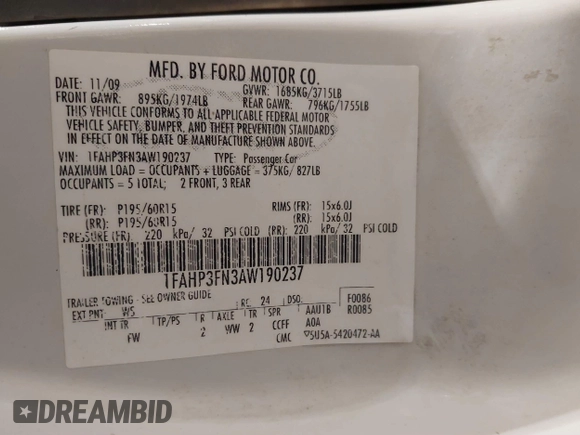 MFD. BY FORD MOTOR CO.
DATE: 11/09 GVWR: 1685KG/3715LB
FRONT GAWR: 895KG/1974LB REAR GAWR: 796KG/1755LB
THIS VEHICLE CONFORMS TO ALL APPLICABLE FEDERAL MOTOR
VEHICLE SAFETY, BUMPER, AND THEFT PREVENTION STANDARDS
IN EFFECT ON THE DATE OF MANUFACTURE SHOWN ABOVE.
VIN: 1FAHP3FN3AW190237 TYPE: Passenger Car
MAXIMUM LOAD = OCCUPANTS + LUGGAGE = 375KG/ 827LB
OCCUPANTS = 5 TOTAL; 2 FRONT, 3 REAR
TIRE (FR): P195/60R15 RIMS (FR): 15x6.0J
(RR): P195/60R15 (RR): 15x6.0J
PRESSURE (FR): 220 kPa/ 32 PSI COLD (RR): 220 kPa/ 32 PSI COLD
1FAHP3FN3AW190237
TRAILER TOWING - SEE OWNER GUIDE
F0086
R0085
EXT PNT: WS RC: 24 DSO:
INT TR TP/PS R AXLE TR SPR AAU1B
FW 2 WW 2 CCFF A0A
CMC 5U5A-5420472-AA
DREAMBID